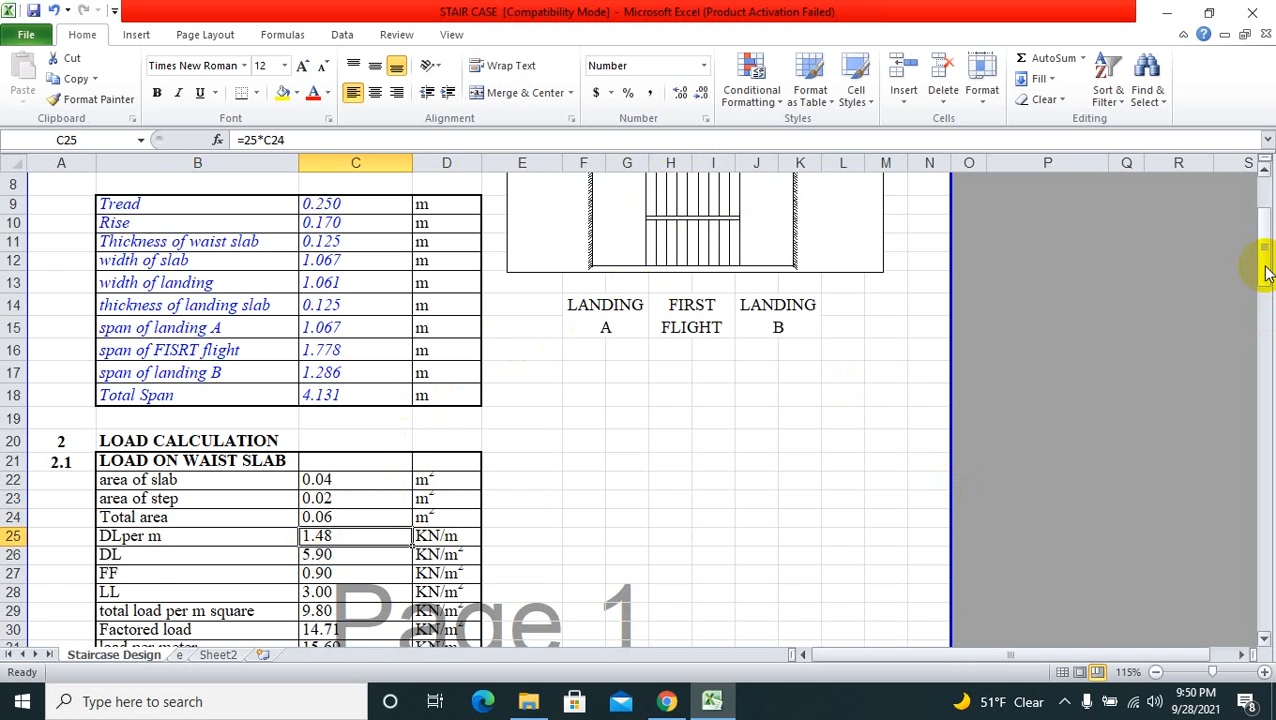 STAIR CASE [Compatibility Mode] - Microsoft Excel (Product Activation Failed)
File Home Insert Page Layout Formulas Data Review View
Cut
Copy
Format Painter
Paste
Clipboard
Times New Roman 12
B I U
Font
Wrap Text
Merge & Center
Alignment
Number
$ % ,
Number
Conditional Formatting
Format as Table
Cell Styles
Styles
Insert Delete Format
Cells
AutoSum
Fill
Clear
Sort & Filter
Find & Select
Editing
C25 fx =25*C24
A B C D E F G H I J K L M N O P Q R S
8
9 Tread 0.250 m
10 Rise 0.170 m
11 Thickness of waist slab 0.125 m
12 width of slab 1.067 m
13 width of landing 1.061 m
14 thickness of landing slab 0.125 m LANDING FIRST LANDING
15 span of landing A 1.067 m A FLIGHT B
16 span of FISRT flight 1.778 m
17 span of landing B 1.286 m
18 Total Span 4.131 m
19
20 2 LOAD CALCULATION
21 2.1 LOAD ON WAIST SLAB
22 area of slab 0.04 m²
23 area of step 0.02 m²
24 Total area 0.06 m²
25 DLper m 1.48 KN/m
26 DL 5.90 KN/m²
27 FF 0.90 KN/m²
28 LL 3.00 KN/m²
29 total load per m square 9.80 KN/m²
30 Factored load 14.71 KN/m²
31 load per meter 15.69 KN/m
Page 1
Staircase Design e Sheet2
Ready 115%
Type here to search
51°F Clear
9:50 PM
9/28/2021
8